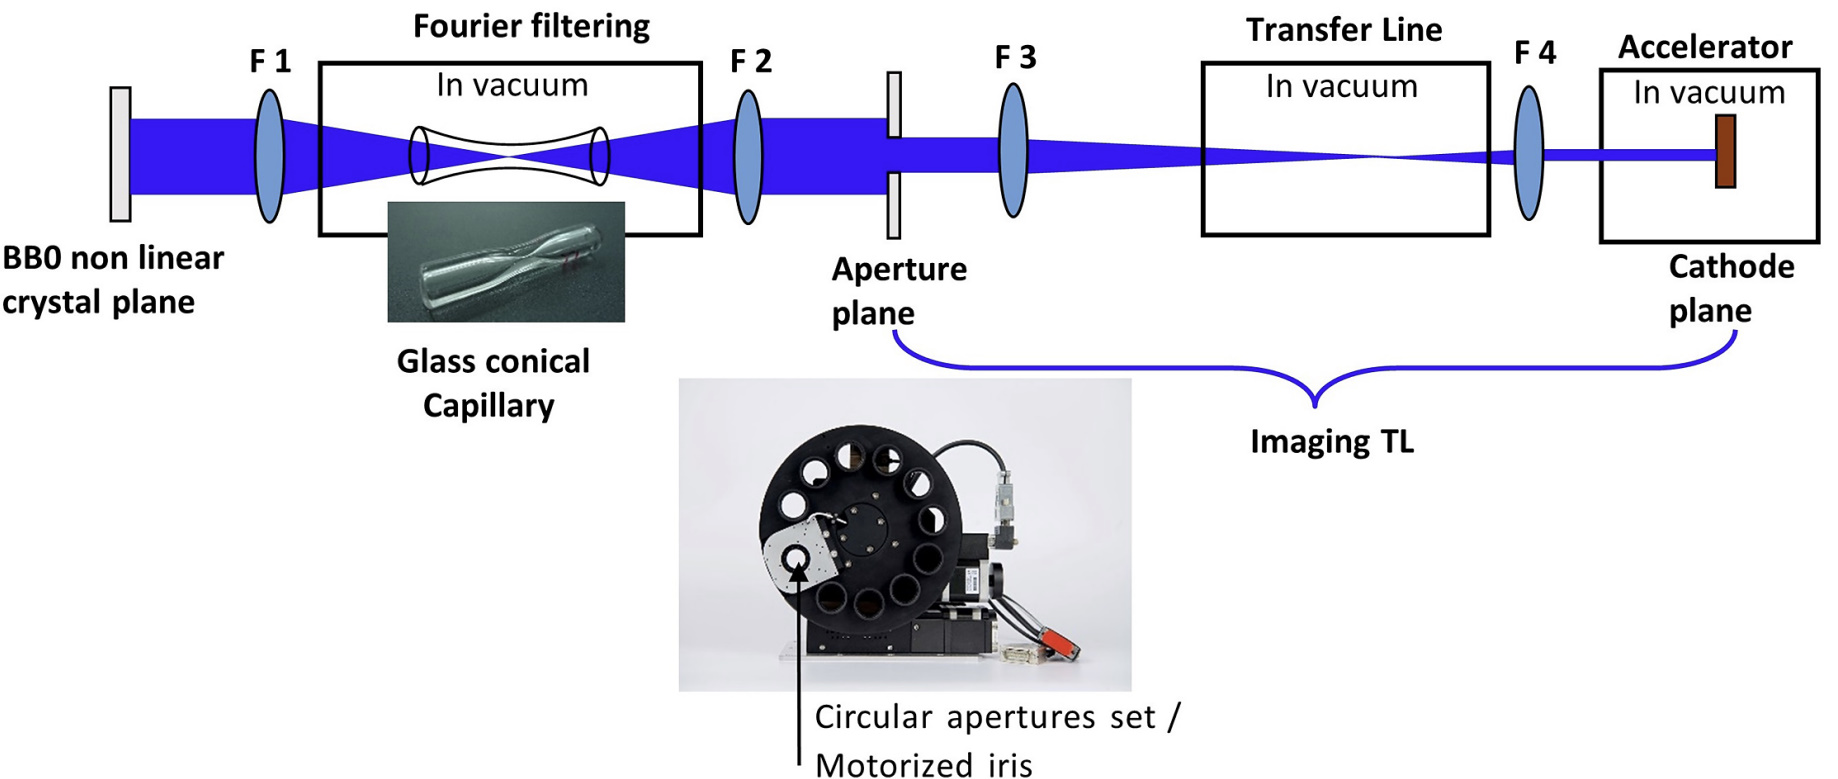 Fourier filtering
Transfer Line
Accelerator
F 1
F 2
F 3
F 4
In vacuum
In vacuum
In vacuum
BB0 non linear
crystal plane
Aperture
plane
Cathode
plane
Glass conical
Capillary
Imaging TL
Circular apertures set /
Motorized iris